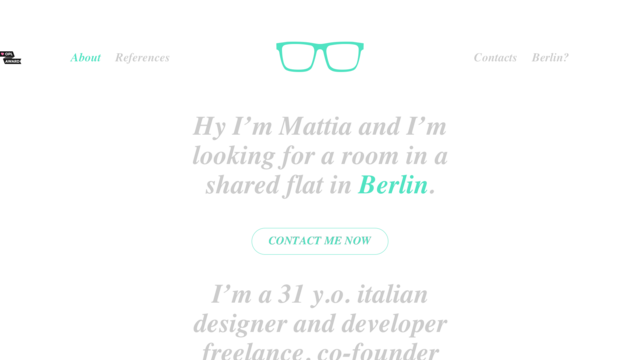 About References Contacts Berlin?
Hy I'm Mattia and I'm
looking for a room in a
shared flat in Berlin.
CONTACT ME NOW
I'm a 31 y.o. italian
designer and developer
freelance, co-founder